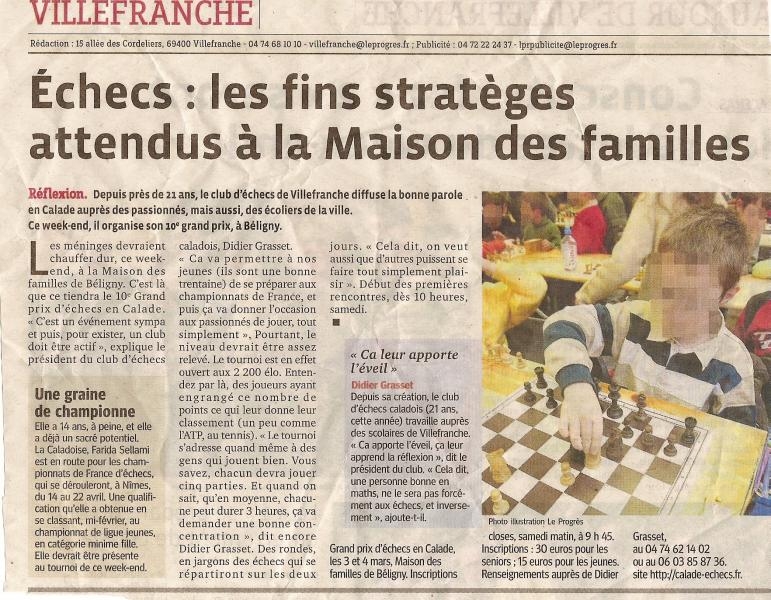 VILLEFRANCHE
Rédaction : 15 allée des Cordeliers, 69400 Villefranche - 04 74 68 10 10 - villefranche@leprogres.fr ; Publicité : 04 72 22 24 37 - lprpublicite@leprogres.fr
Échecs : les fins stratèges
attendus à la Maison des familles
Réflexion. Depuis près de 21 ans, le club d'échecs de Villefranche diffuse la bonne parole
en Calade auprès des passionnés, mais aussi, des écoliers de la ville.
Ce week-end, il organise son 10e grand prix, à Béligny.
Les méninges devraient
chauffer dur, ce week-
end, à la Maison des
familles de Béligny. C'est là
que ce tiendra le 10e Grand
prix d'échecs en Calade.
« C'est un événement sympa
et puis, pour exister, un club
doit être actif », explique le
président du club d'échecs
Une graine
de championne
Elle a 14 ans, à peine, et elle
a déjà un sacré potentiel.
La Caladoise, Farida Sellami
est en route pour les cham-
pionnats de France d'échecs,
qui se dérouleront, à Nîmes,
du 14 au 22 avril. Une qualifi-
cation qu'elle a obtenue en
se classant, mi-février, au
championnat de ligue jeunes,
en catégorie minime fille.
Elle devrait être présente
au tournoi de ce week-end.
caladois, Didier Grasset.
« Ca va permettre à nos
jeunes (ils sont une bonne
trentaine) de se préparer aux
championnats de France, et
puis ça va donner l'occasion
aux passionnés de jouer, tout
simplement », Pourtant, le
niveau devrait être assez
relevé. Le tournoi est en effet
ouvert aux 2 200 élo. Enten-
dez par là, des joueurs ayant
engrangé ce nombre de
points ce qui leur donne leur
classement (un peu comme
l'ATP, au tennis). « Le tournoi
s'adresse quand même à des
gens qui jouent bien. Vous
savez, chacun devra jouer
cinq parties. Et quand on
sait, qu'en moyenne, chacu-
ne peut durer 3 heures, ça va
demander une bonne con-
centration », dit encore
Didier Grasset. Des rondes,
en jargons des échecs qui se
répartiront sur les deux
jours. « Cela dit, on veut
aussi que d'autres puissent se
faire tout simplement plai-
sir ». Début des premières
rencontres, dès 10 heures,
samedi.
« Ca leur apporte
l'éveil »
Didier Grasset
Depuis sa création, le club
d'échecs caladois (21 ans,
cette année) travaille auprès
des scolaires de Villefranche.
« Ca apporte l'éveil, ça leur
apprend la réflexion », dit le
président du club. « Cela dit,
une personne bonne en
maths, ne le sera pas forcé-
ment aux échecs, et inverse-
ment », ajoute-t-il.
Photo illustration Le Progrès
Grand prix d'échecs en Calade,
les 3 et 4 mars, Maison des
familles de Béligny. Inscriptions
closes, samedi matin, à 9 h 45.
Inscriptions : 30 euros pour les
seniors ; 15 euros pour les jeunes.
Renseignements auprès de Didier
Grasset,
au 04 74 62 14 02
ou au 06 03 85 87 36.
site http://calade-echecs.fr.